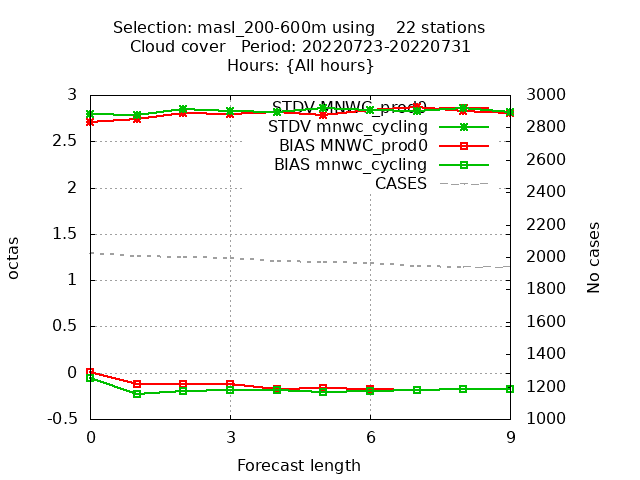 Selection: masl_200-600m using    22 stations
Cloud cover   Period: 20220723-20220731
Hours: {All hours}
3
2.5
2
1.5
1
0.5
0
-0.5
octas
STDV MNWC_prod0
STDV mnwc_cycling
BIAS MNWC_prod0
BIAS mnwc_cycling
CASES
3000
2800
2600
2400
2200
2000
1800
1600
1400
1200
1000
No cases
0
3
6
9
Forecast length